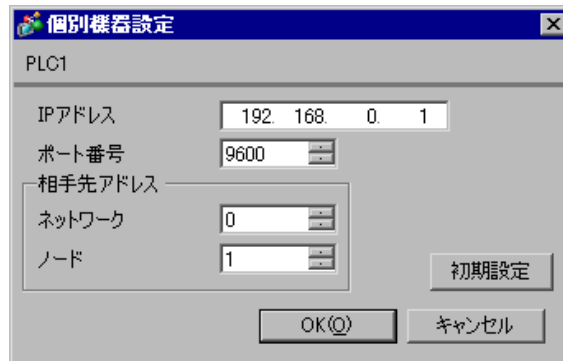 個別機器設定
PLC1
IPアドレス 192. 168. 0. 1
ポート番号 9600
相手先アドレス
ネットワーク 0
ノード 1
初期設定
OK(O) キャンセル